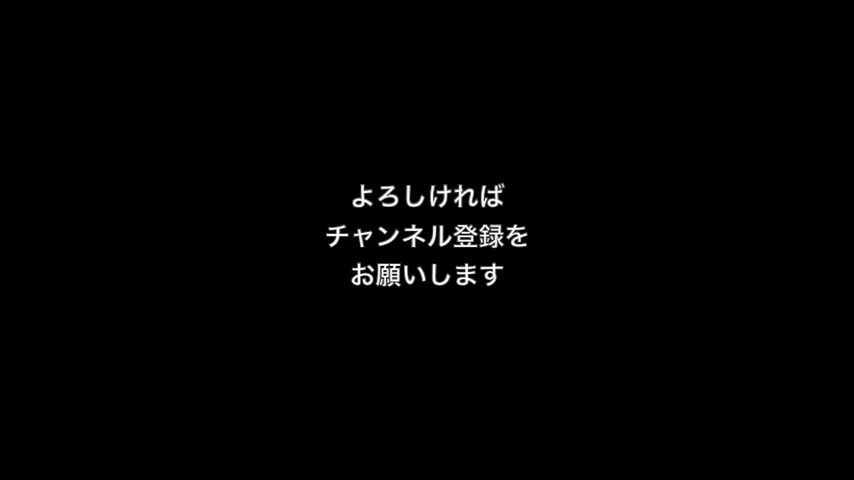 よろしければ
チャンネル登録を
お願いします